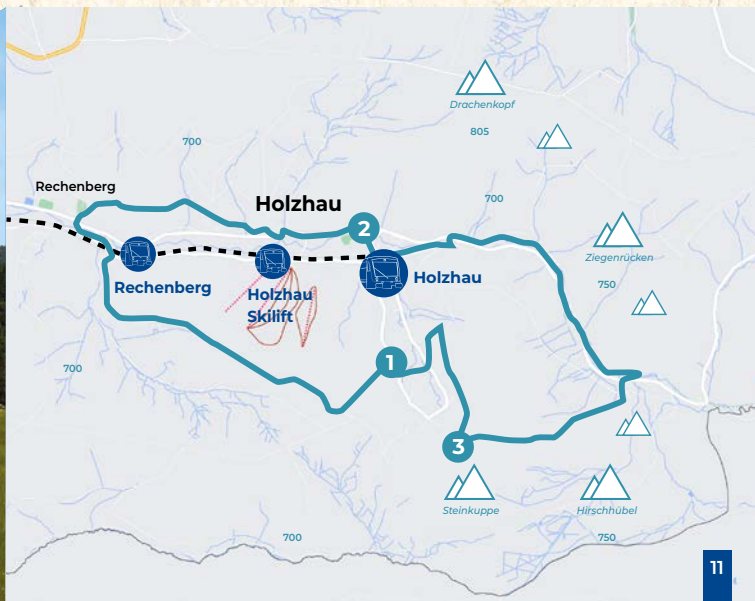 Drachenkopf
805
700
700
Rechenberg
Holzhau
2
Ziegenrücken
750
Rechenberg
Holzhau
Skilift
Holzhau
1
700
3
Steinkuppe
Hirschhübel
700
750
11